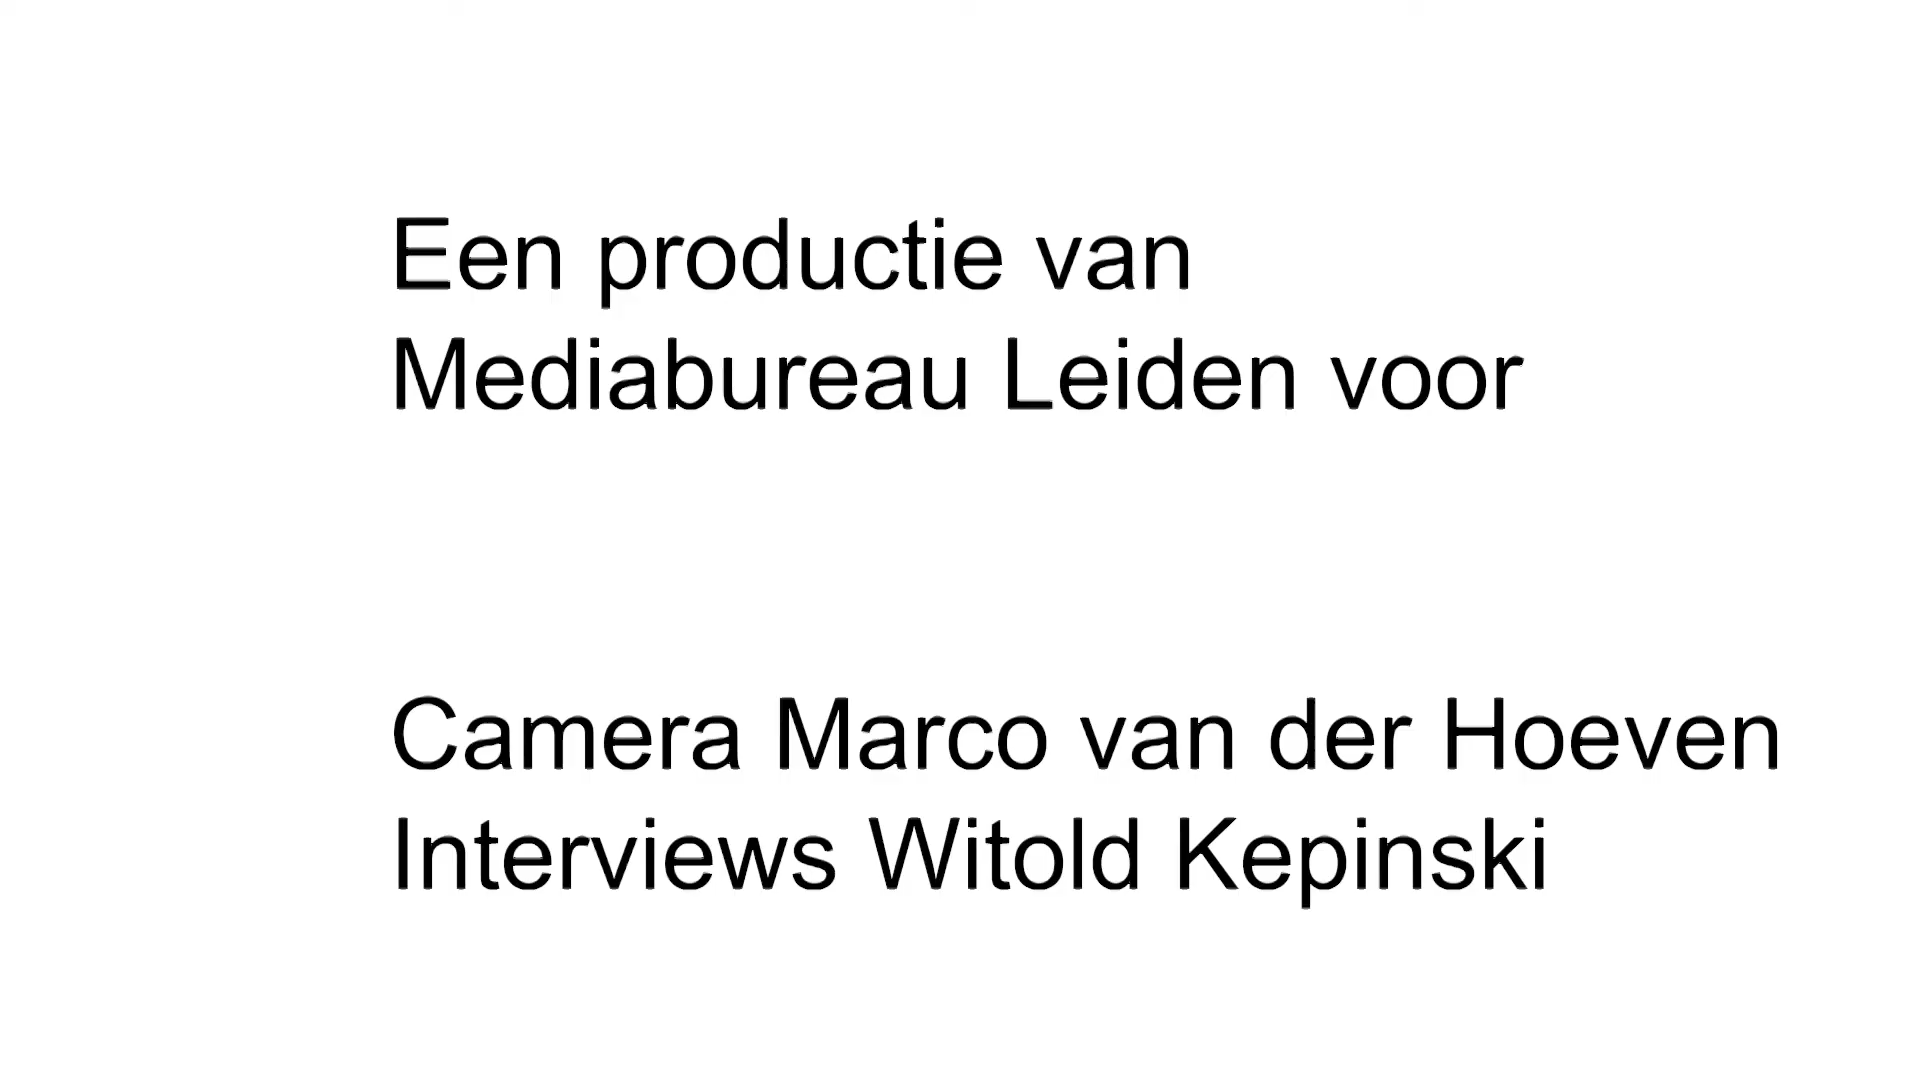 Een productie van
Mediabureau Leiden voor
Camera Marco van der Hoeven
Interviews Witold Kepinski